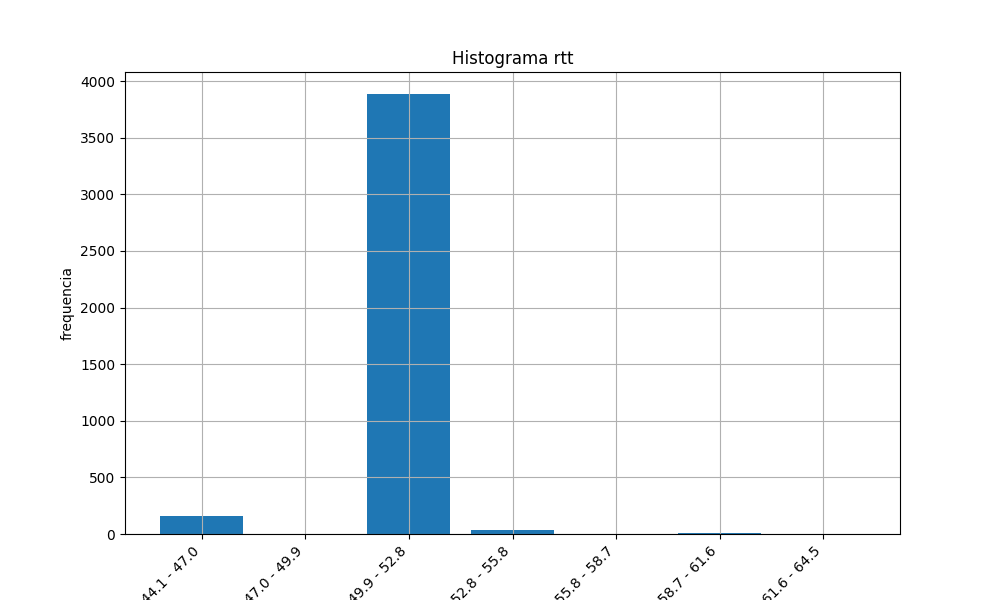 Histograma rtt
4000
3500
3000
2500
2000
1500
1000
500
0
frequencia
44.1 - 47.0
47.0 - 49.9
49.9 - 52.8
52.8 - 55.8
55.8 - 58.7
58.7 - 61.6
61.6 - 64.5